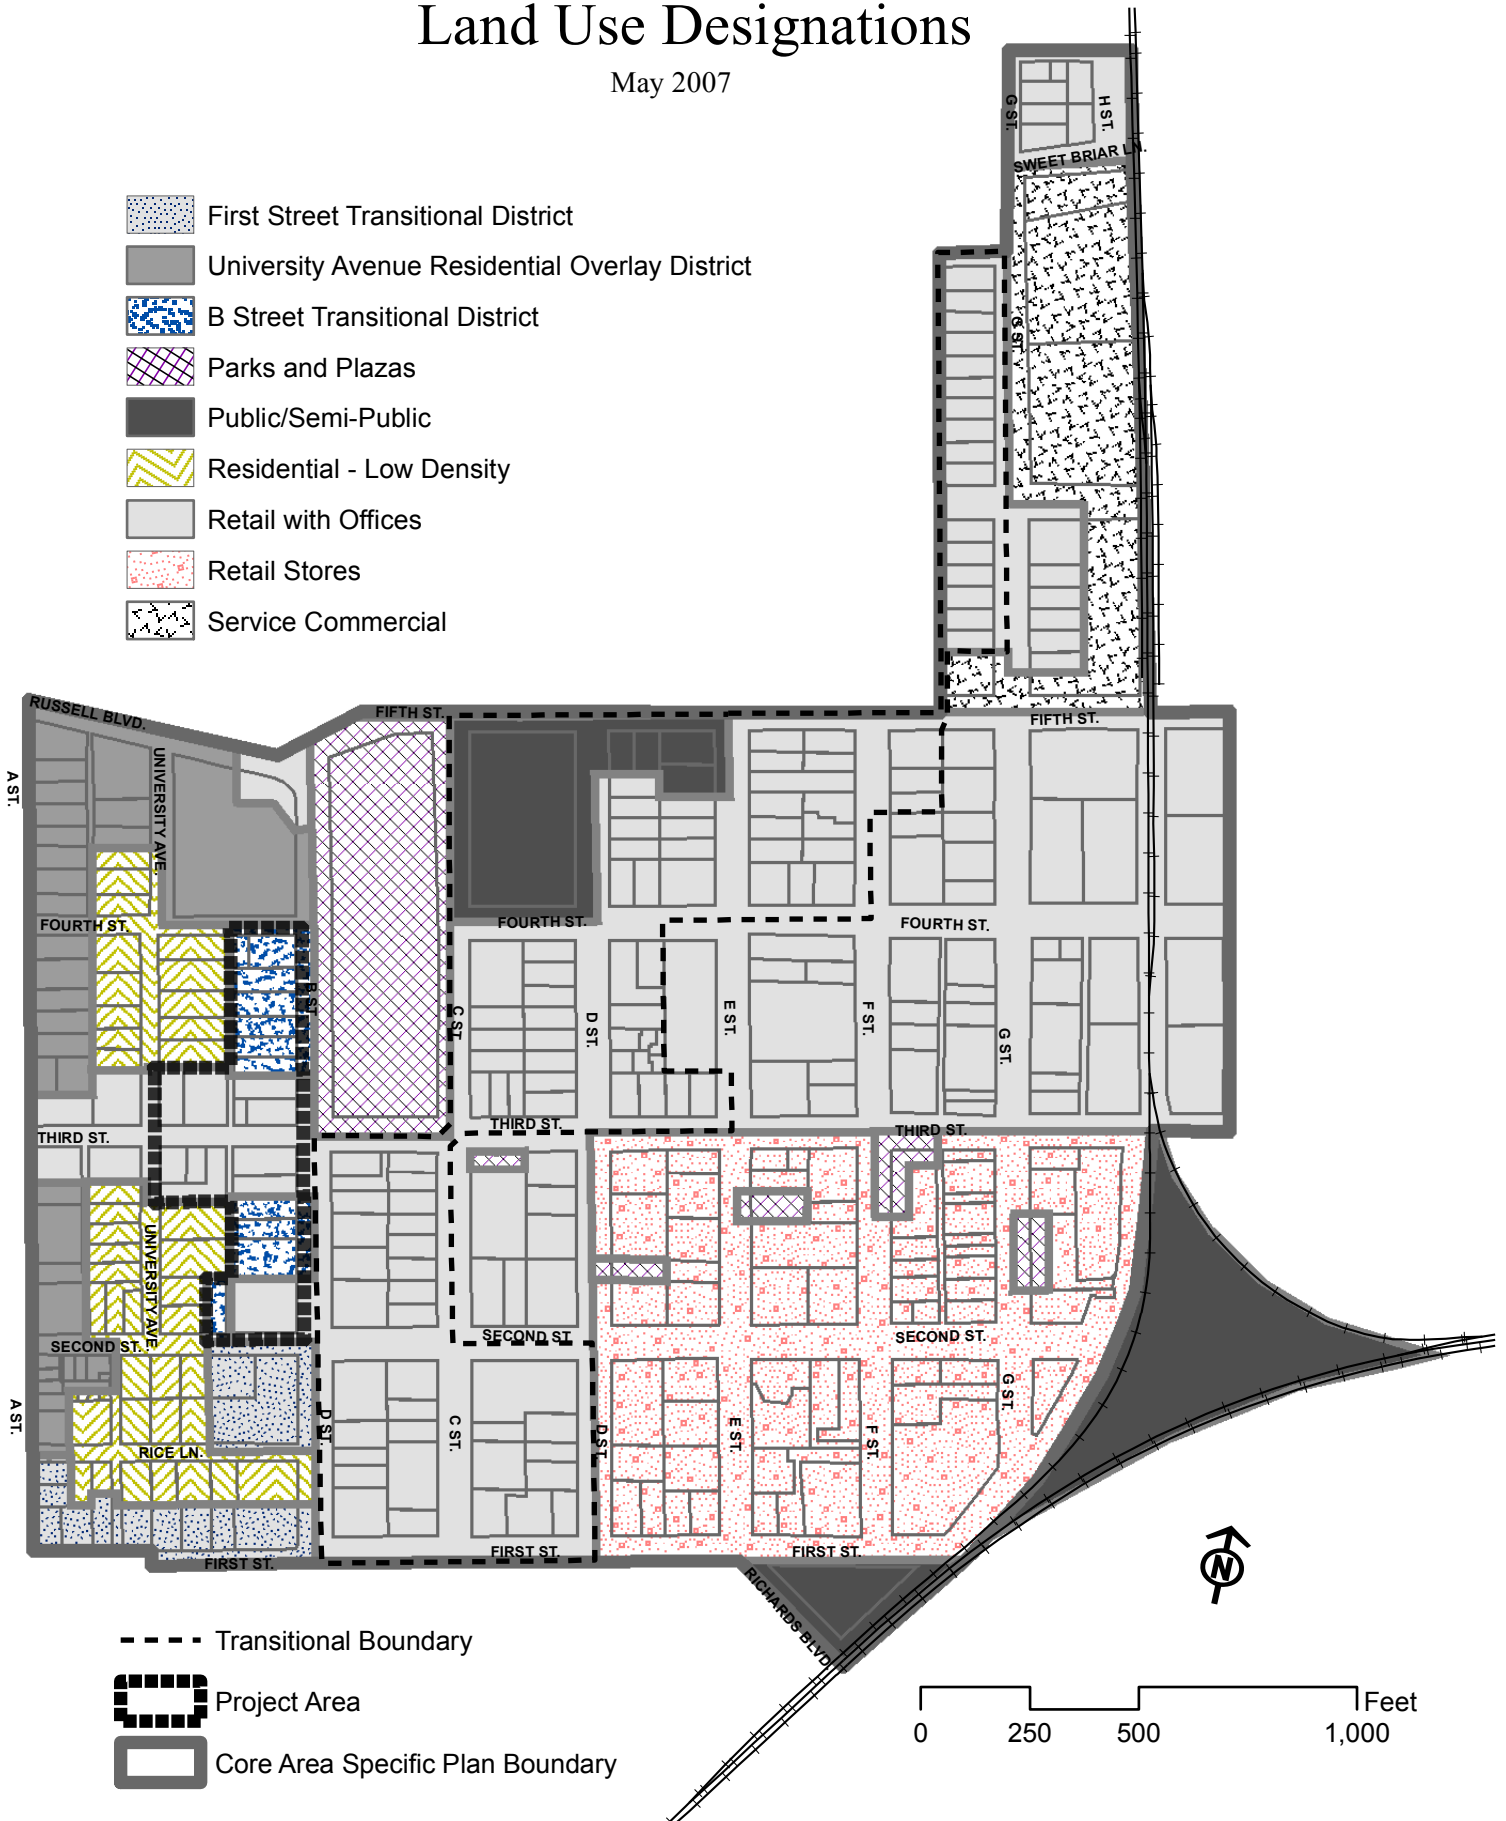 Land Use Designations
May 2007
G ST.
H ST.
SWEET BRIAR LN.
First Street Transitional District
University Avenue Residential Overlay District
B Street Transitional District
Parks and Plazas
Public/Semi-Public
Residential - Low Density
Retail with Offices
Retail Stores
Service Commercial
G ST.
RUSSELL BLVD.
FIFTH ST.
FIFTH ST.
A ST.
UNIVERSITY AVE.
FOURTH ST.
FOURTH ST.
FOURTH ST.
B ST.
C ST.
D ST.
E ST.
F ST.
G ST.
THIRD ST.
THIRD ST.
THIRD ST.
UNIVERSITY AVE.
SECOND ST.
SECOND ST.
SECOND ST.
A ST.
D ST.
C ST.
D ST.
E ST.
F ST.
G ST.
RICE LN.
FIRST ST.
FIRST ST.
FIRST ST.
RICHARDS BLVD.
N
Transitional Boundary
Project Area
Core Area Specific Plan Boundary
Feet
0 250 500 1,000